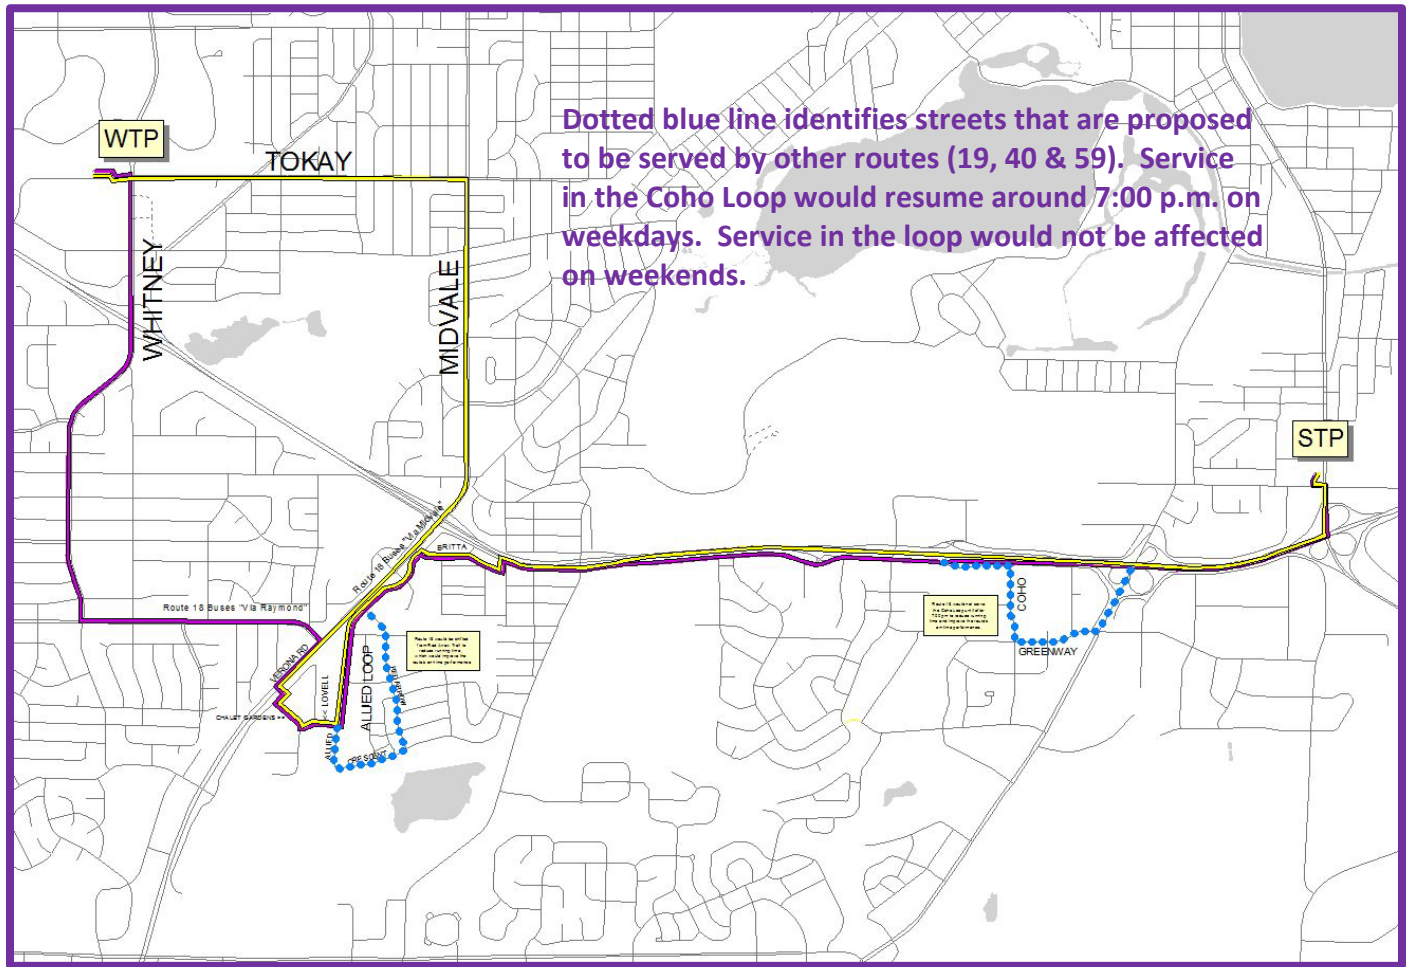 WTP
TOKAY
Dotted blue line identifies streets that are proposed
to be served by other routes (19, 40 & 59).  Service
in the Coho Loop would resume around 7:00 p.m. on
weekdays.  Service in the loop would not be affected
on weekends.
WHITNEY
MIDVALE
STP
Route 18 Buses "Via Midvale"
BRITTA
Route 18 Buses "Via Raymond"
VERONA RD
<< LOVELL
ALLIED LOOP
CHALET GARDENS >>
ALLIED
CRESCENT
COHO
GREENWAY